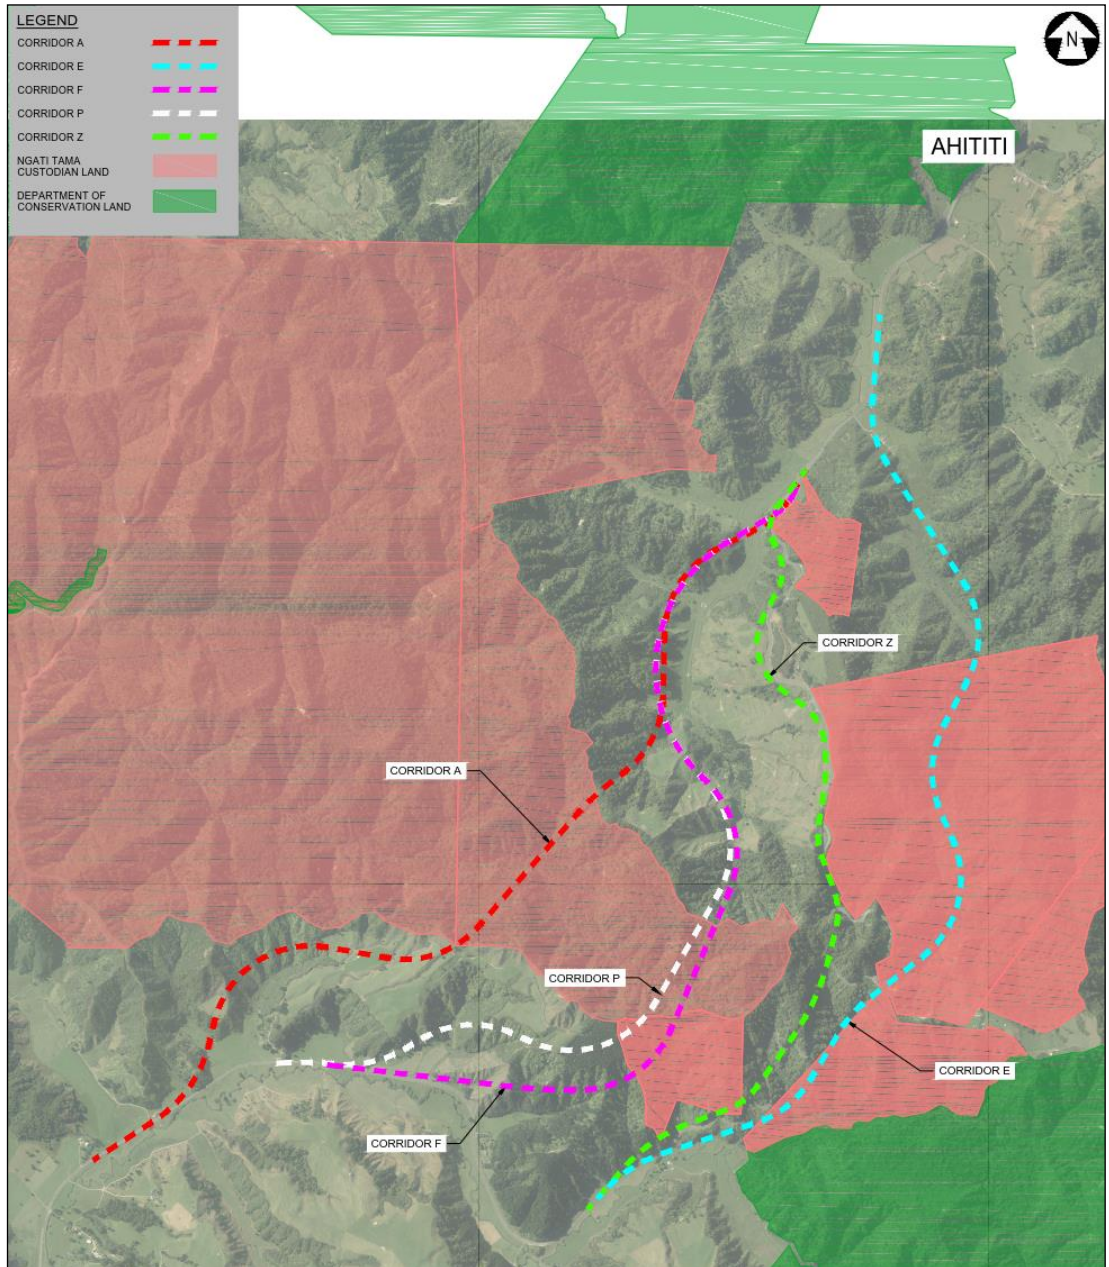 LEGEND
CORRIDOR A
CORRIDOR E
CORRIDOR F
CORRIDOR P
CORRIDOR Z
NGATI TAMA
CUSTODIAN LAND
DEPARTMENT OF
CONSERVATION LAND
N
AHITITI
CORRIDOR Z
CORRIDOR A
CORRIDOR P
CORRIDOR E
CORRIDOR F